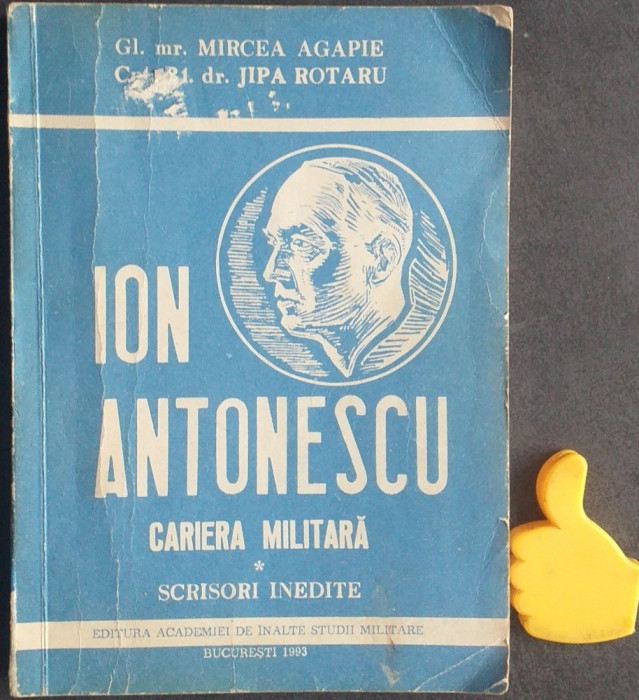 Gl. mr. MIRCEA AGAPIE
dr. JIPA ROTARU
ION
ANTONESCU
CARIERA MILITARĂ
*
SCRISORI INEDITE
EDITURA ACADEMIEI DE ÎNALTE STUDII MILITARE
BUCUREȘTI 1993